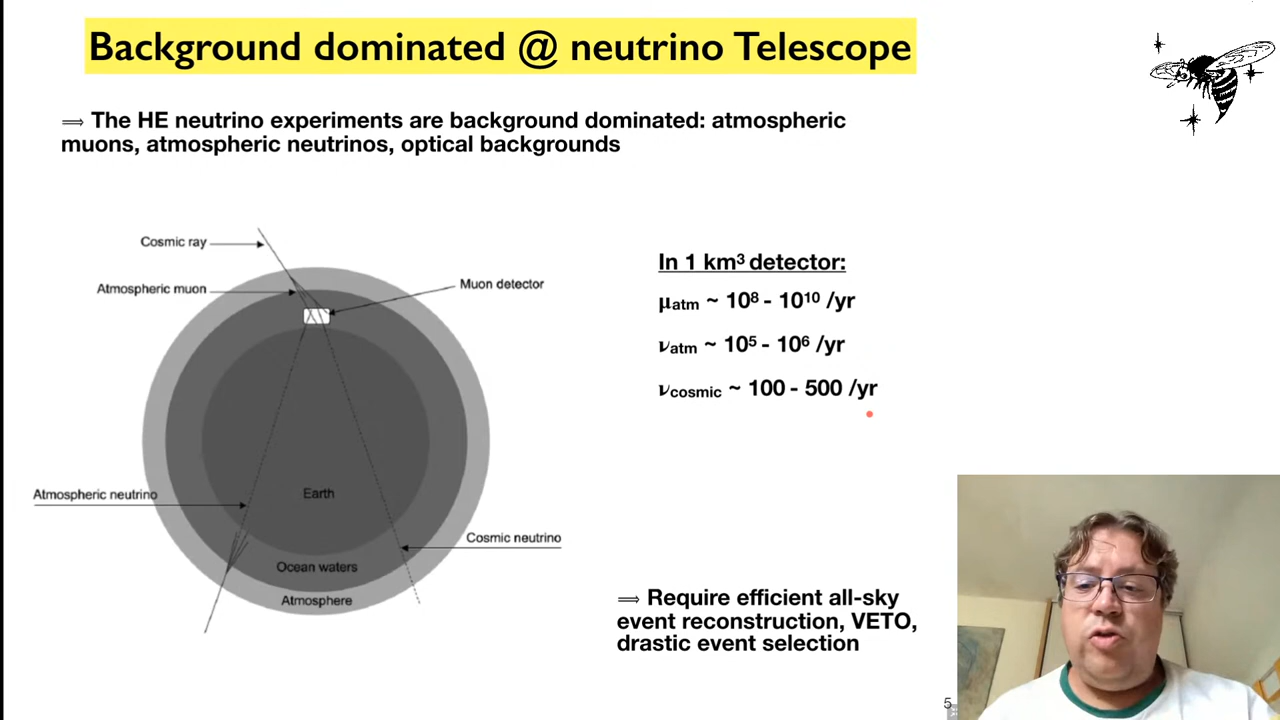 Background dominated @ neutrino Telescope
⟹ The HE neutrino experiments are background dominated: atmospheric
muons, atmospheric neutrinos, optical backgrounds
Cosmic ray
Atmospheric muon
Muon detector
In 1 km³ detector:
μatm ~ 10⁸ - 10¹⁰ /yr
νatm ~ 10⁵ - 10⁶ /yr
νcosmic ~ 100 - 500 /yr
Atmospheric neutrino
Earth
Cosmic neutrino
Ocean waters
Atmosphere
⟹ Require efficient all-sky
event reconstruction, VETO,
drastic event selection
5